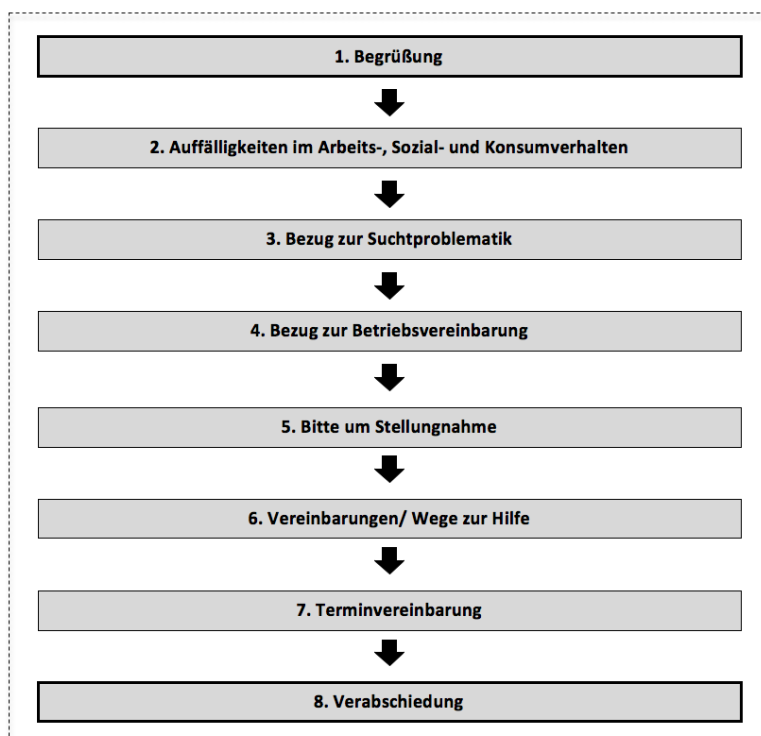 1. Begrüßung
2. Auffälligkeiten im Arbeits-, Sozial- und Konsumverhalten
3. Bezug zur Suchtproblematik
4. Bezug zur Betriebsvereinbarung
5. Bitte um Stellungnahme
6. Vereinbarungen/ Wege zur Hilfe
7. Terminvereinbarung
8. Verabschiedung